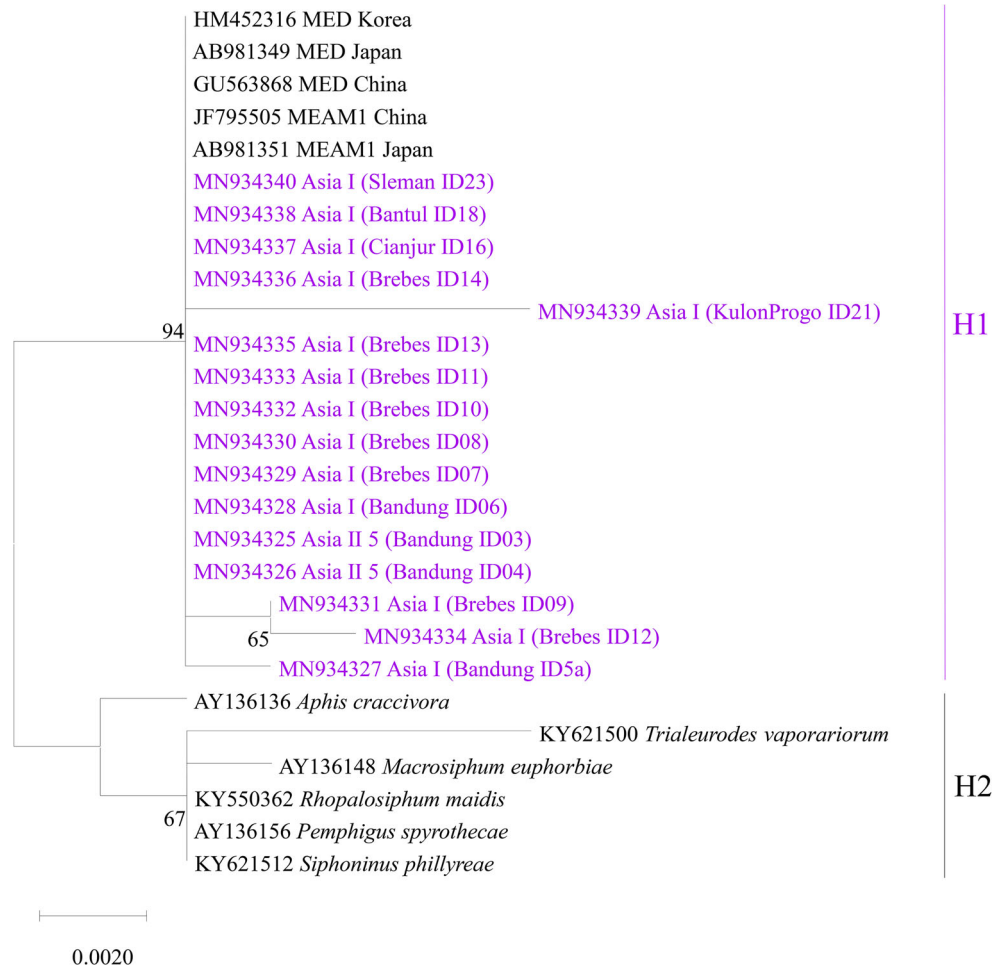 HM452316 MED Korea
AB981349 MED Japan
GU563868 MED China
JF795505 MEAM1 China
AB981351 MEAM1 Japan
MN934340 Asia I (Sleman ID23)
MN934338 Asia I (Bantul ID18)
MN934337 Asia I (Cianjur ID16)
MN934336 Asia I (Brebes ID14)
MN934339 Asia I (KulonProgo ID21)
H1
94
MN934335 Asia I (Brebes ID13)
MN934333 Asia I (Brebes ID11)
MN934332 Asia I (Brebes ID10)
MN934330 Asia I (Brebes ID08)
MN934329 Asia I (Brebes ID07)
MN934328 Asia I (Bandung ID06)
MN934325 Asia II 5 (Bandung ID03)
MN934326 Asia II 5 (Bandung ID04)
MN934331 Asia I (Brebes ID09)
65
MN934334 Asia I (Brebes ID12)
MN934327 Asia I (Bandung ID5a)
AY136136 Aphis craccivora
KY621500 Trialeurodes vaporariorum
AY136148 Macrosiphum euphorbiae
H2
KY550362 Rhopalosiphum maidis
67
AY136156 Pemphigus spyrothecae
KY621512 Siphoninus phillyreae
0.0020